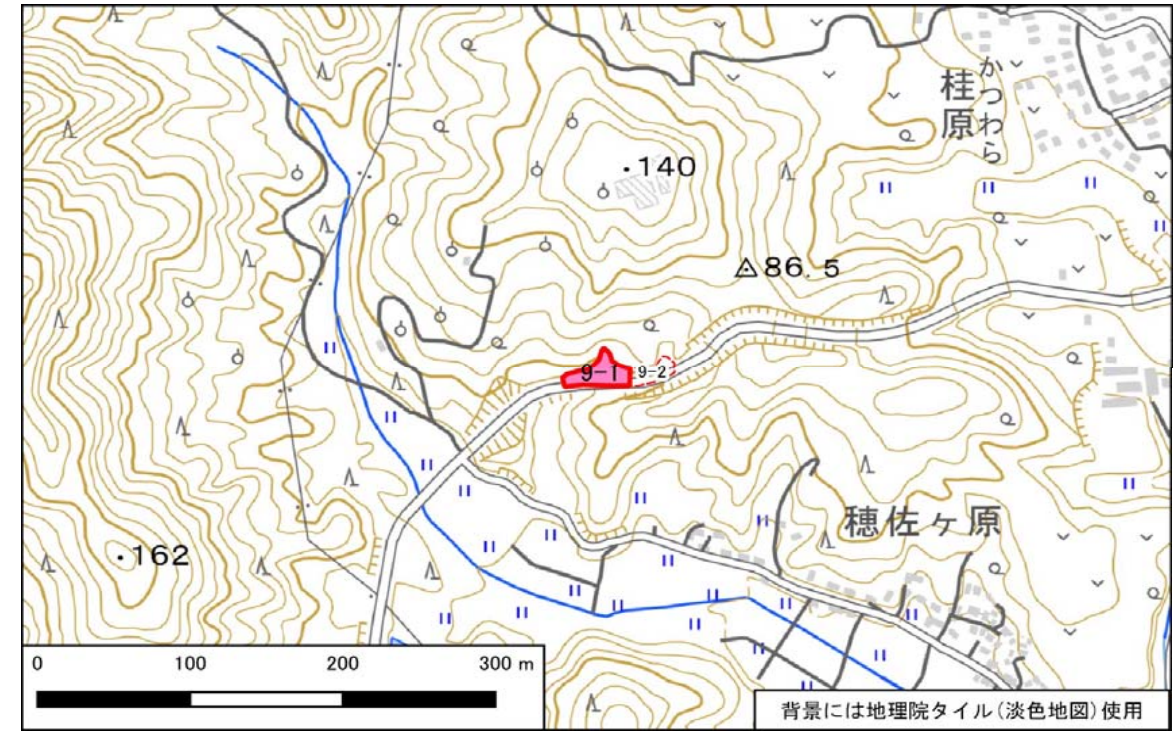 桂原
かつわら
・140
86.5
9-1
9-2
穂佐ヶ原
・162
0 100 200 300 m
背景には地理院タイル(淡色地図)使用